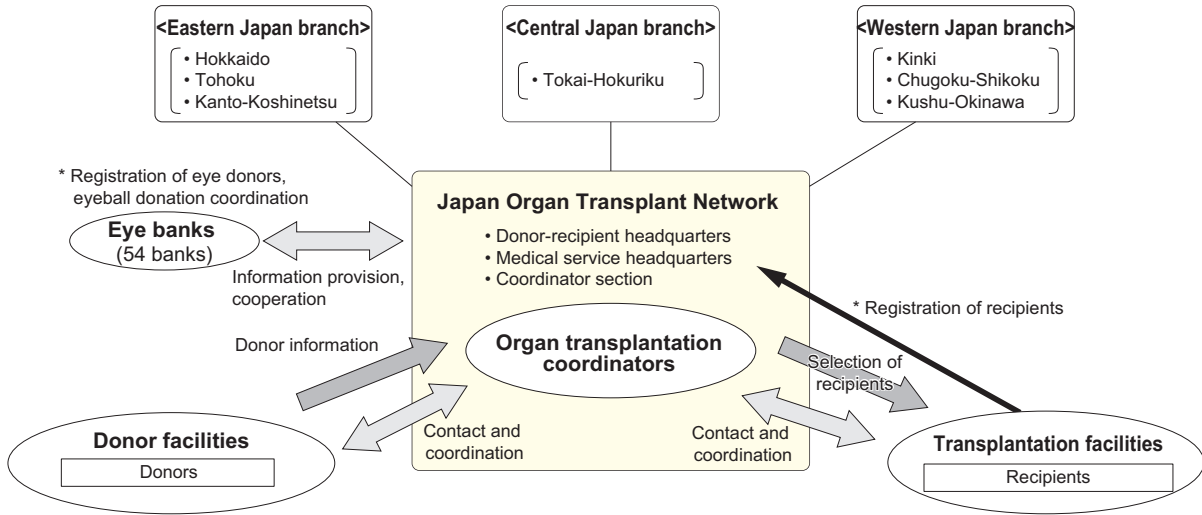 <Eastern Japan branch>
• Hokkaido
• Tohoku
• Kanto-Koshinetsu
<Central Japan branch>
• Tokai-Hokuriku
<Western Japan branch>
• Kinki
• Chugoku-Shikoku
• Kushu-Okinawa
* Registration of eye donors,
eyeball donation coordination
Eye banks
(54 banks)
Information provision,
cooperation
Japan Organ Transplant Network
• Donor-recipient headquarters
• Medical service headquarters
• Coordinator section
* Registration of recipients
Donor information
Organ transplantation
coordinators
Selection of
recipients
Donor facilities
Donors
Contact and
coordination
Contact and
coordination
Transplantation facilities
Recipients